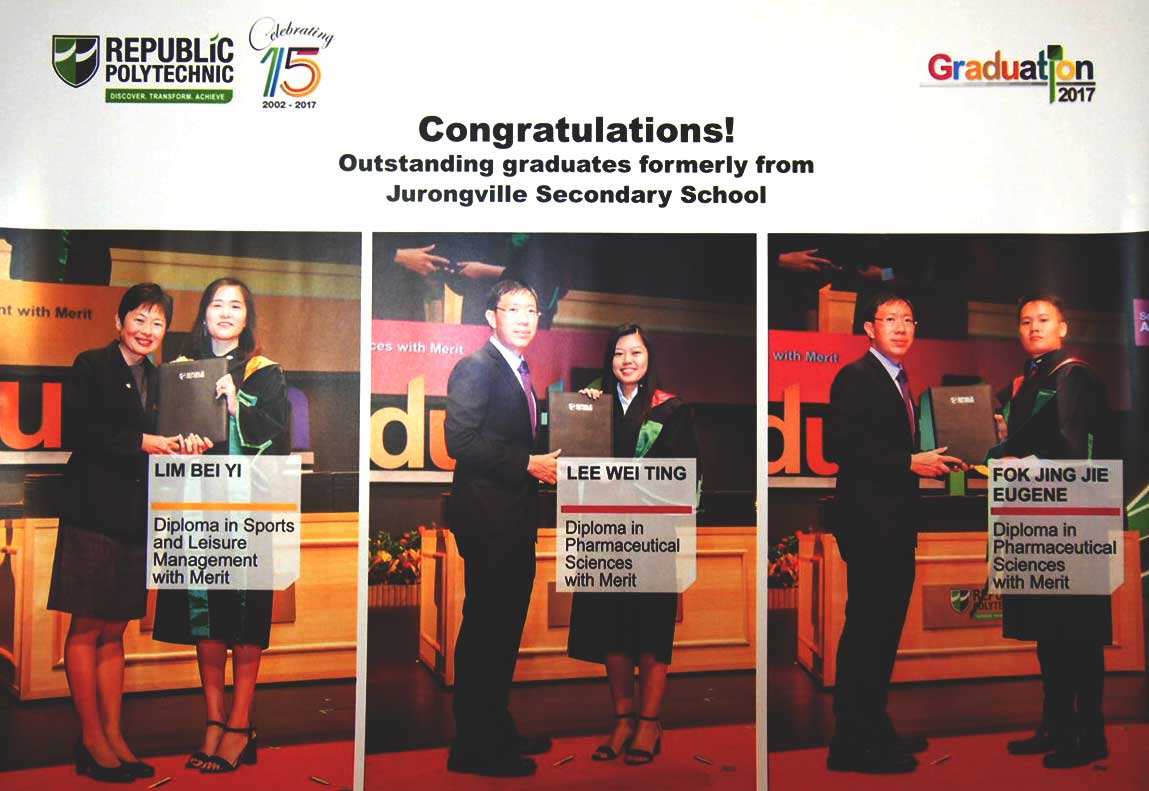 REPUBLIC
POLYTECHNIC
DISCOVER. TRANSFORM. ACHIEVE
Celebrating
15
2002 - 2017
Graduation
2017
Congratulations!
Outstanding graduates formerly from
Jurongville Secondary School
nt with Merit
u
LIM BEI YI
Diploma in Sports
and Leisure
Management
with Merit
ces with Merit
du
LEE WEI TING
Diploma in
Pharmaceutical
Sciences
with Merit
with Merit
du
FOK JING JIE
EUGENE
Diploma in
Pharmaceutical
Sciences
with Merit